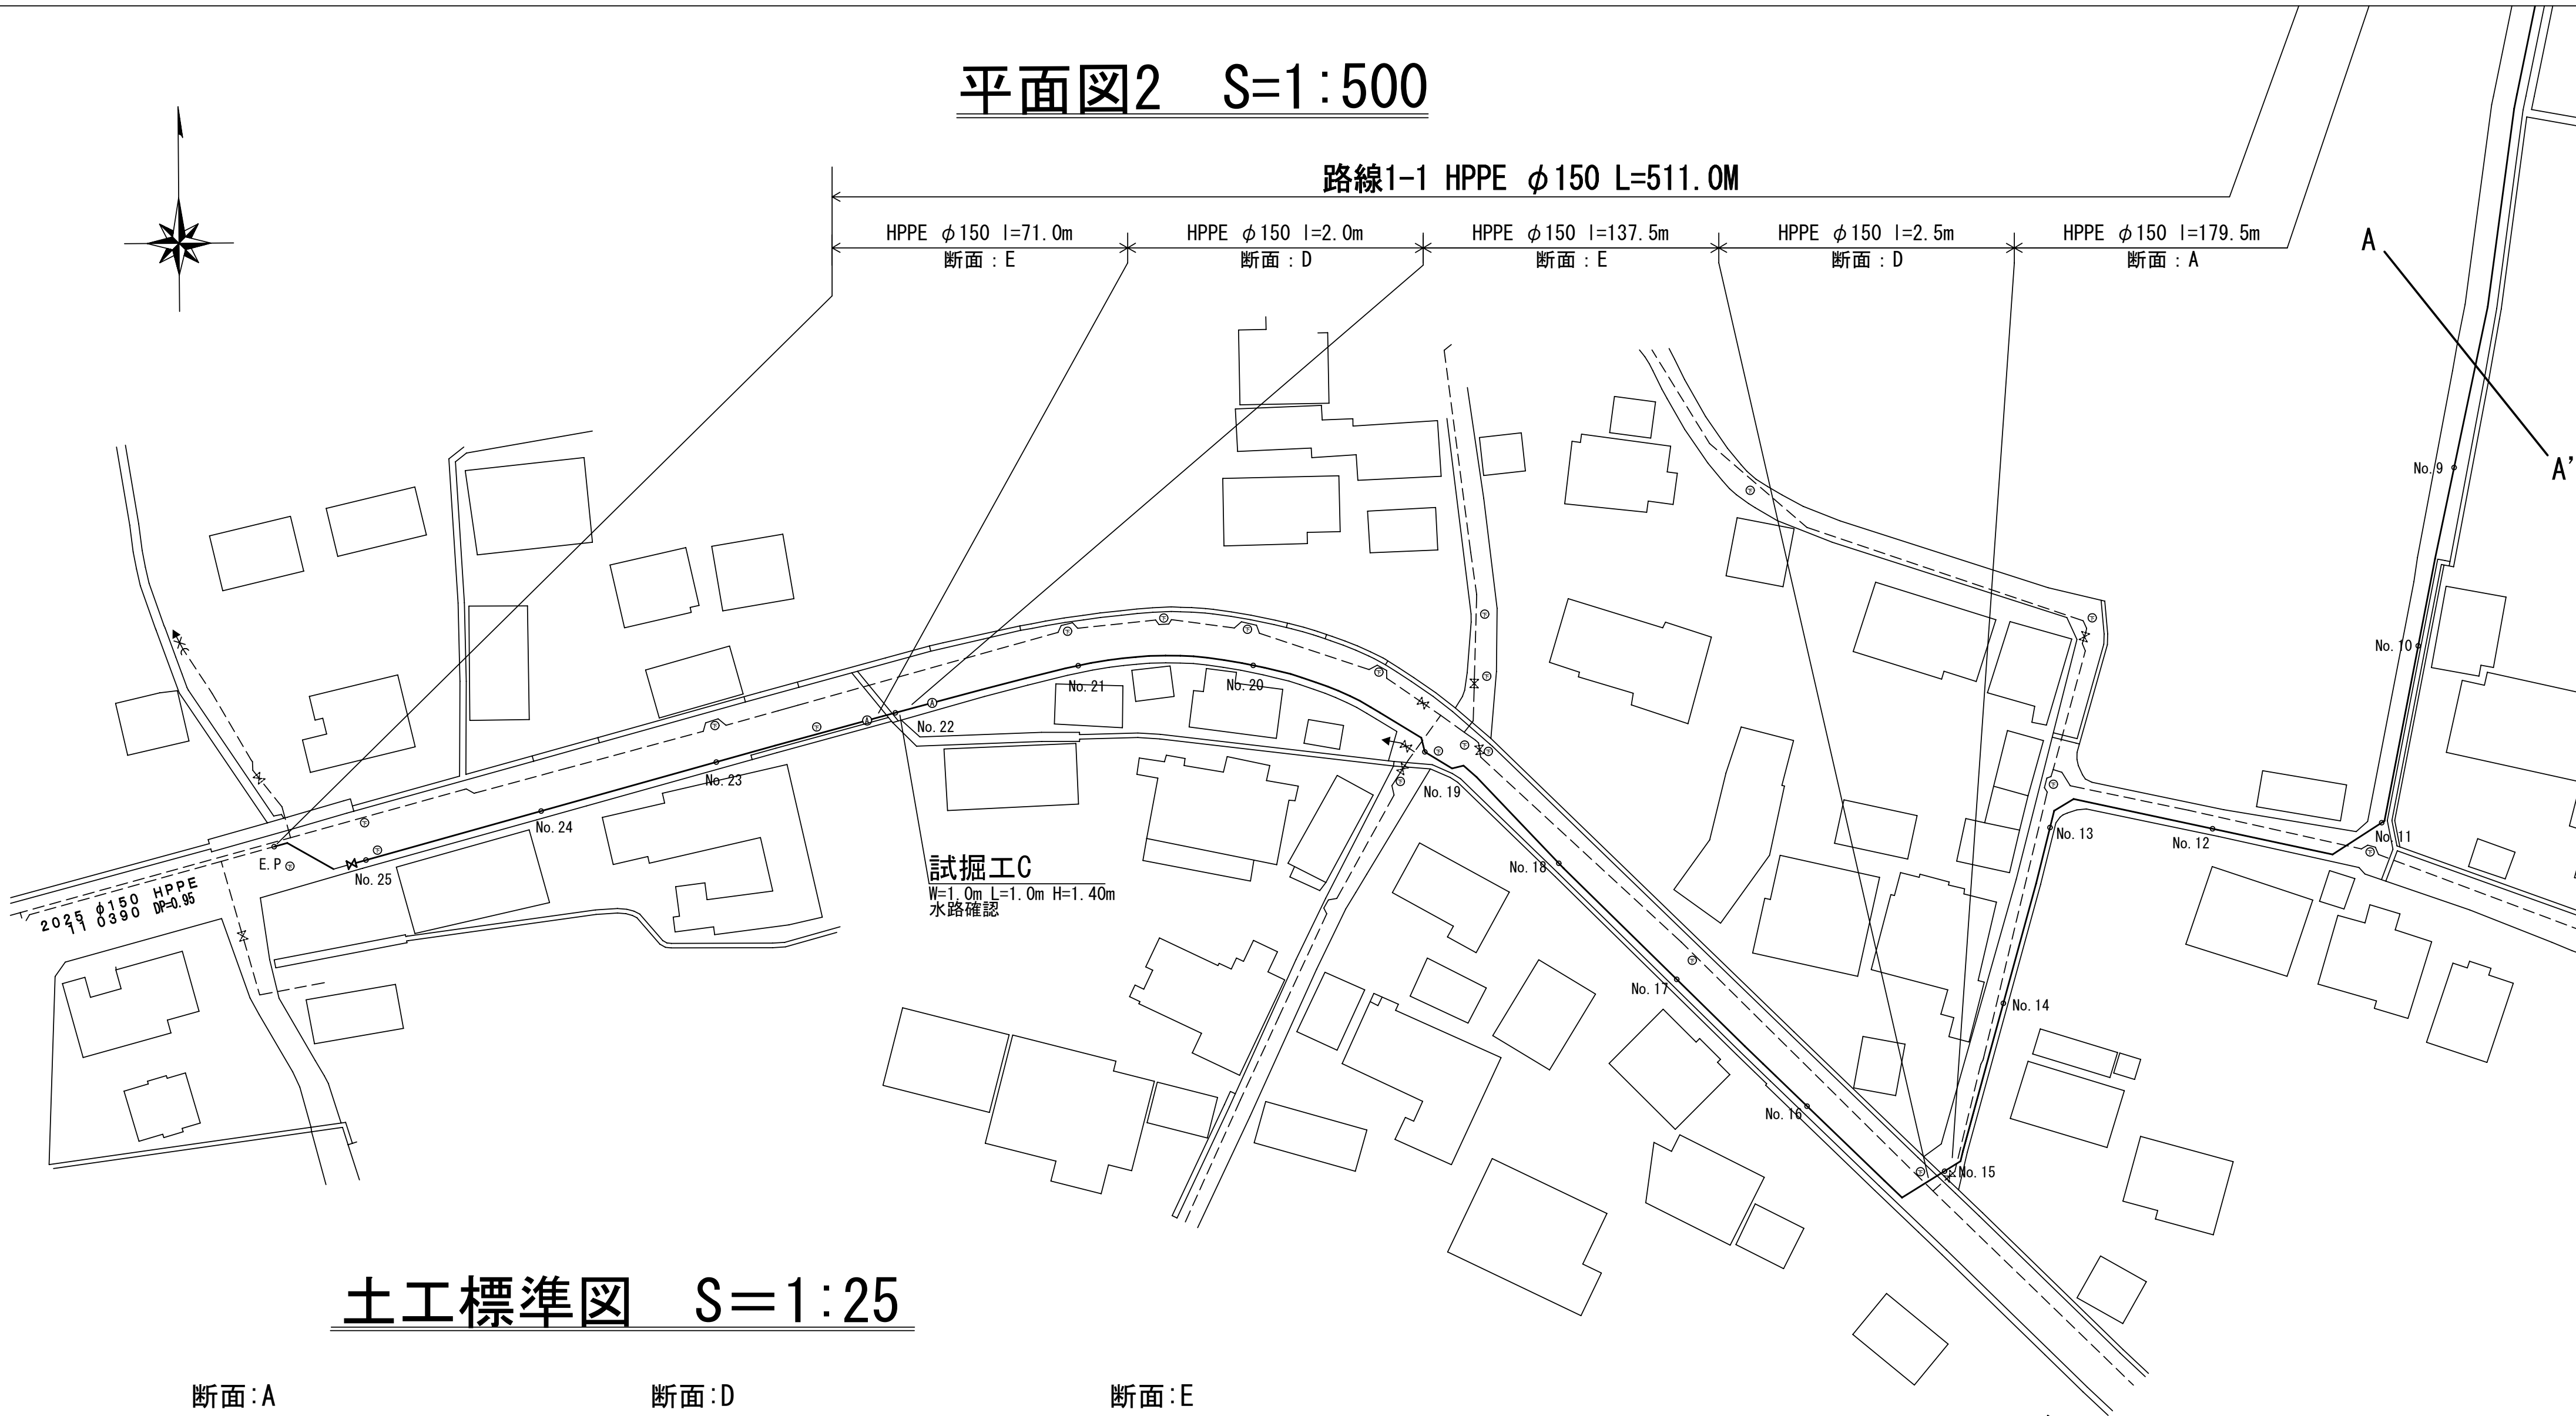 平面図2　S=1:500
路線1-1 HPPE φ150 L=511.0M
HPPE φ150 l=71.0m
断面：E
HPPE φ150 l=2.0m
断面：D
HPPE φ150 l=137.5m
断面：E
HPPE φ150 l=2.5m
断面：D
HPPE φ150 l=179.5m
断面：A
A
A'
No.9
No.10
No.11
No.12
No.13
No.14
No.15
No.16
No.17
No.18
No.19
No.20
No.21
No.22
No.23
No.24
No.25
E.P
A
A
2025 φ150 HPPE
11 0390 DP=0.95
試掘工C
W=1.0m L=1.0m H=1.40m
水路確認
土工標準図　S＝1:25
断面:A
断面:D
断面:E